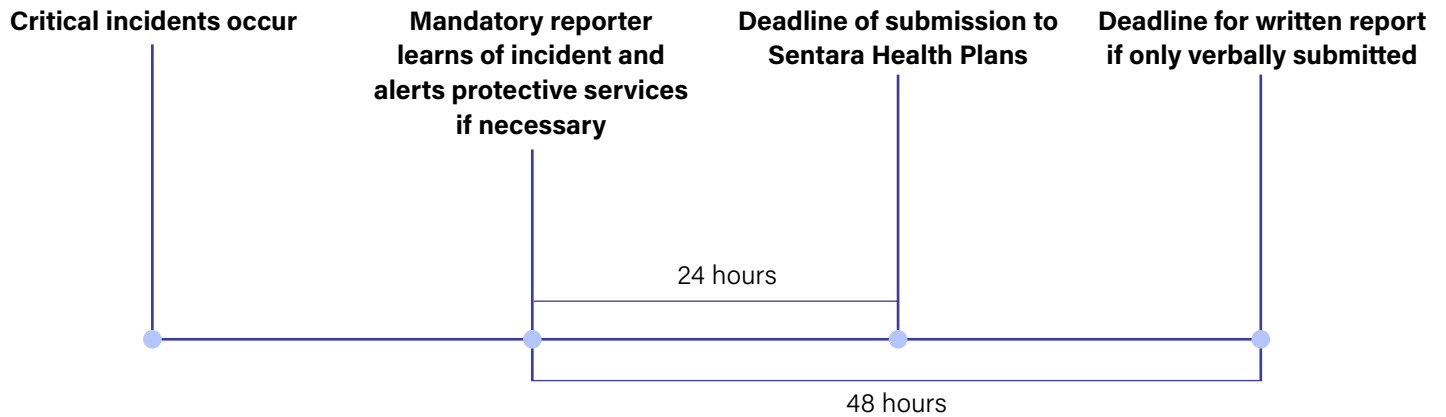 Critical incidents occur
Mandatory reporter
learns of incident and
alerts protective services
if necessary
Deadline of submission to
Sentara Health Plans
Deadline for written report
if only verbally submitted
24 hours
48 hours